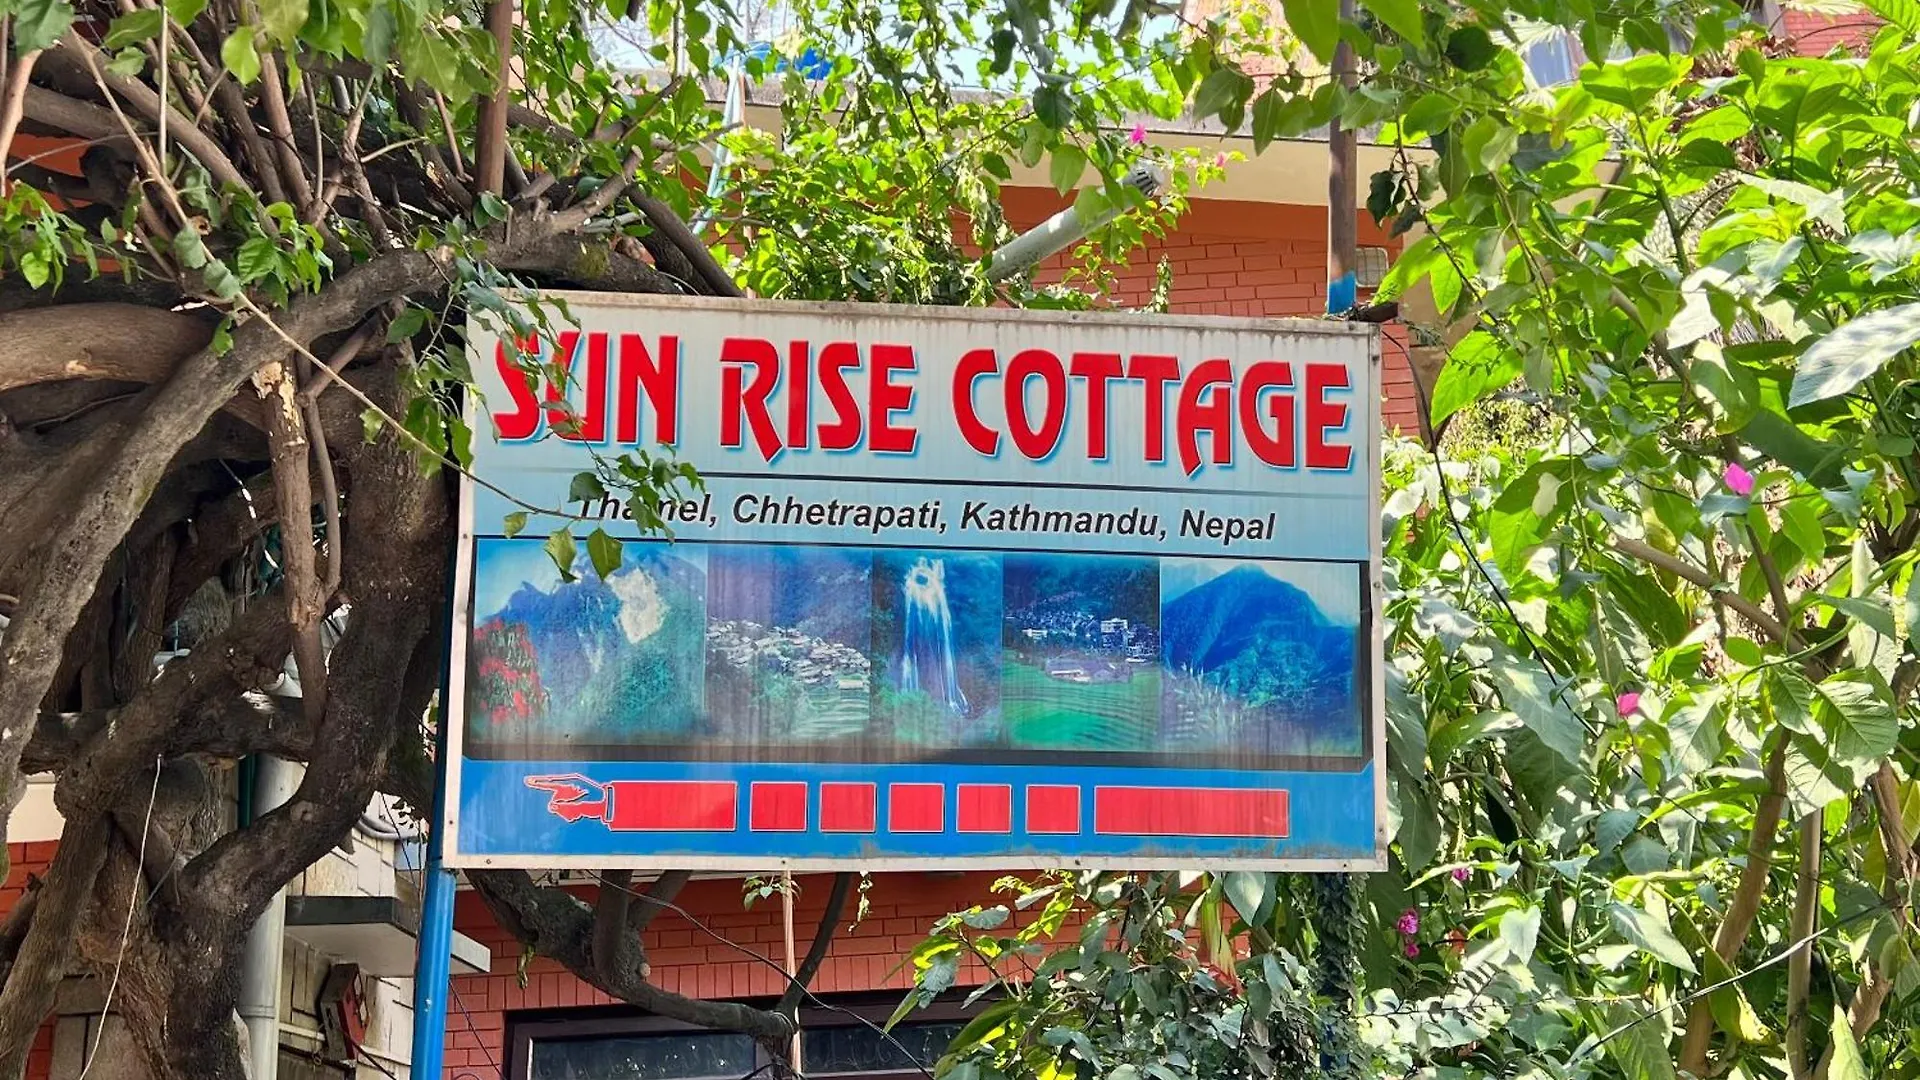 SUN RISE COTTAGE
Thamel, Chhetrapati, Kathmandu, Nepal